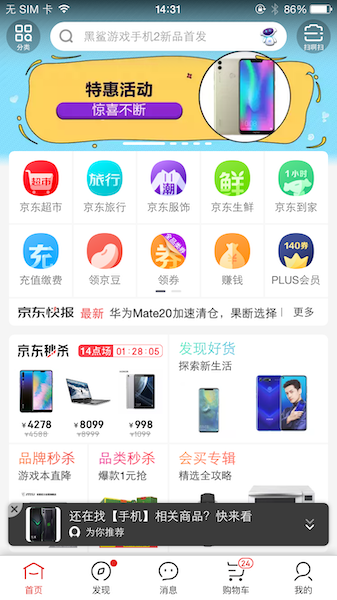 无 SIM 卡
14:31
86%
分类
黑鲨游戏手机2新品首发
扫啊扫
特惠活动
惊喜不断
超市
旅行
潮
鲜
1小时
京东超市
京东旅行
京东服饰
京东生鲜
京东到家
充
券
140券
充值缴费
领京豆
领券
赚钱
PLUS会员
京东快报
最新
华为Mate20加速清仓，果断选择
更多
京东秒杀
14点场
01:28:05
发现好货
探索新生活
¥4278
¥8099
¥998
¥4588
¥8999
¥1099
品牌秒杀
品类秒杀
会买专辑
游戏本直降
爆款1元抢
精选全攻略
还在找【手机】相关商品？快来看
为你推荐
24
首页
发现
消息
购物车
我的